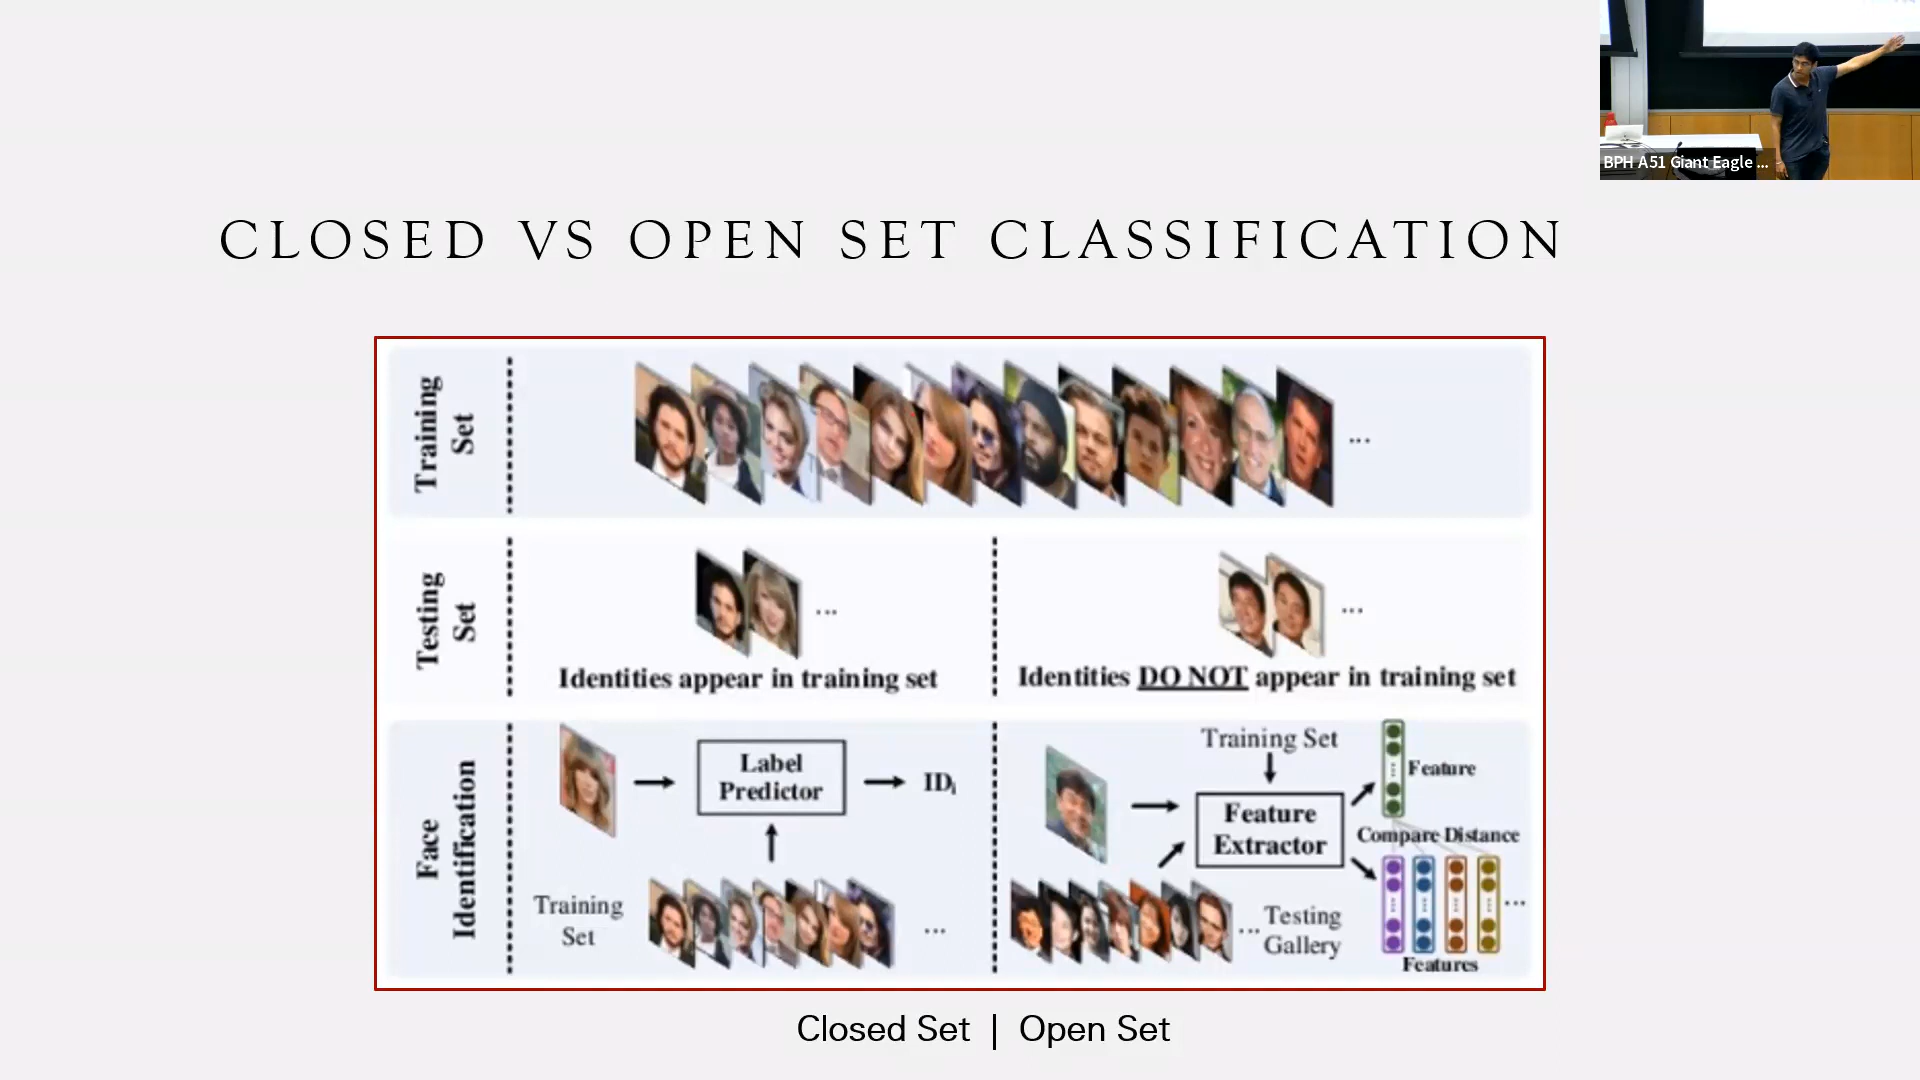 BPH A51 Giant Eagle ...
CLOSED VS OPEN SET CLASSIFICATION
Training
Set
...
Testing
Set
...
Identities appear in training set
...
Identities DO NOT appear in training set
Face
Identification
Label
Predictor
IDi
Training
Set
...
Training Set
Feature
Extractor
Feature
Compare Distance
... Testing
Gallery
...
Features
Closed Set | Open Set